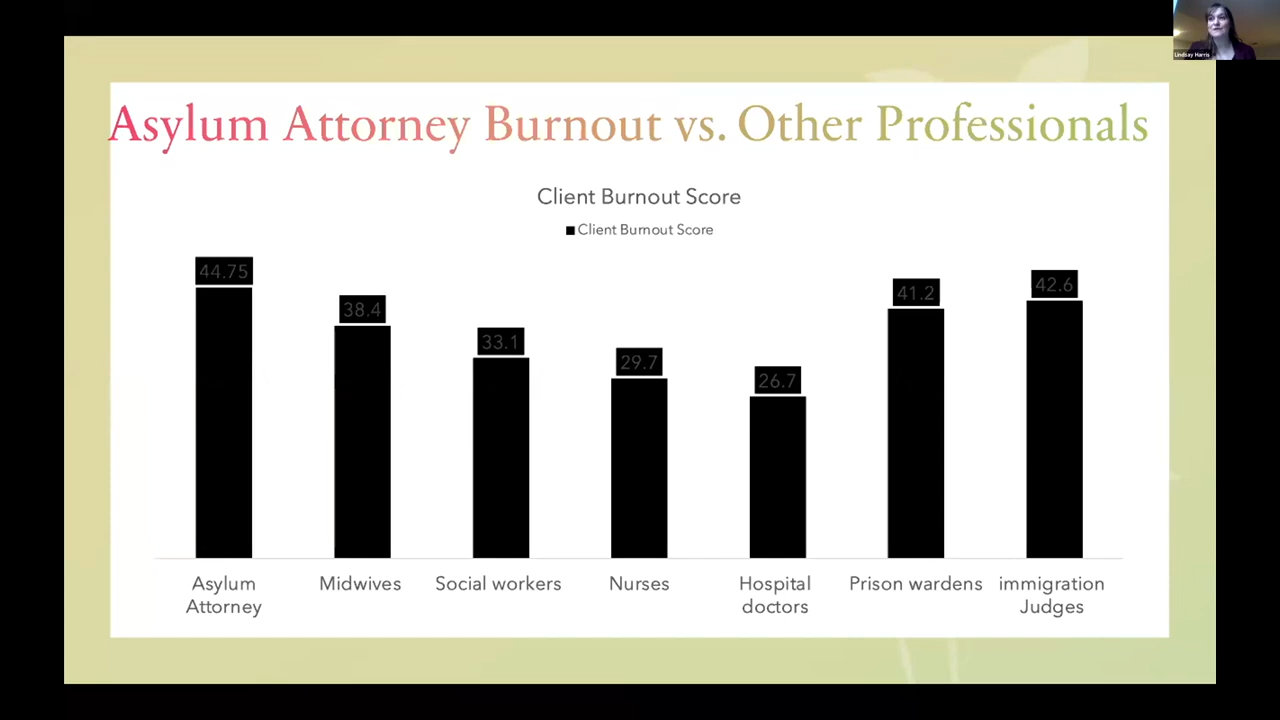 Lindsay Harris
Asylum Attorney Burnout vs. Other Professionals
Client Burnout Score
Client Burnout Score
44.75
38.4
33.1
29.7
26.7
41.2
42.6
Asylum
Attorney
Midwives
Social workers
Nurses
Hospital
doctors
Prison wardens
immigration
Judges